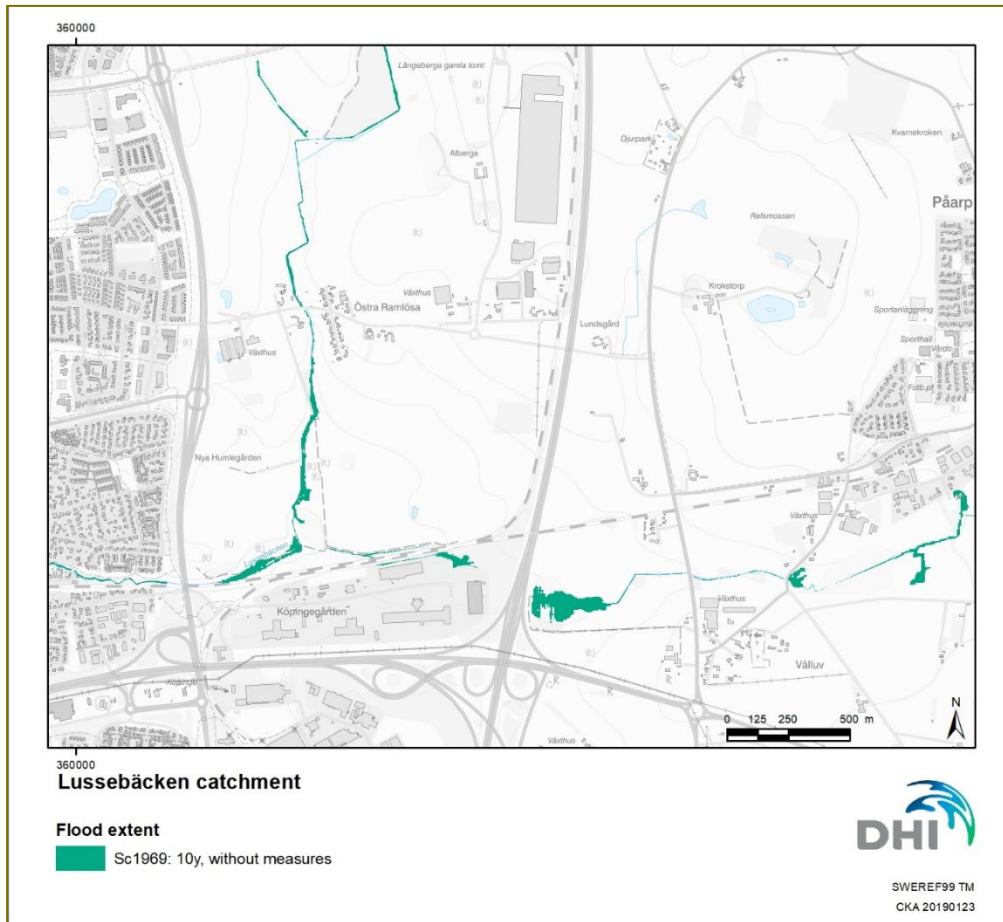 360000
Långeberga gamla tomt
Djurpark
Kvarnekroken
Alberga
Påarp
Refsmossen
Växthus
Krokstorp
Östra Ramlösa
Sportanläggning
Lundsgård
Sporthall
Vårdc
Växthus
Fotb.pl
Nya Humlegården
Växthus
Lussebäcken
Köpingegården
Växthus
Välluv
Köpinge
N
0 125 250 500 m
Växthus
360000
Lussebäcken catchment
Flood extent
Sc1969: 10y, without measures
DHI
SWEREF99 TM
CKA 20190123